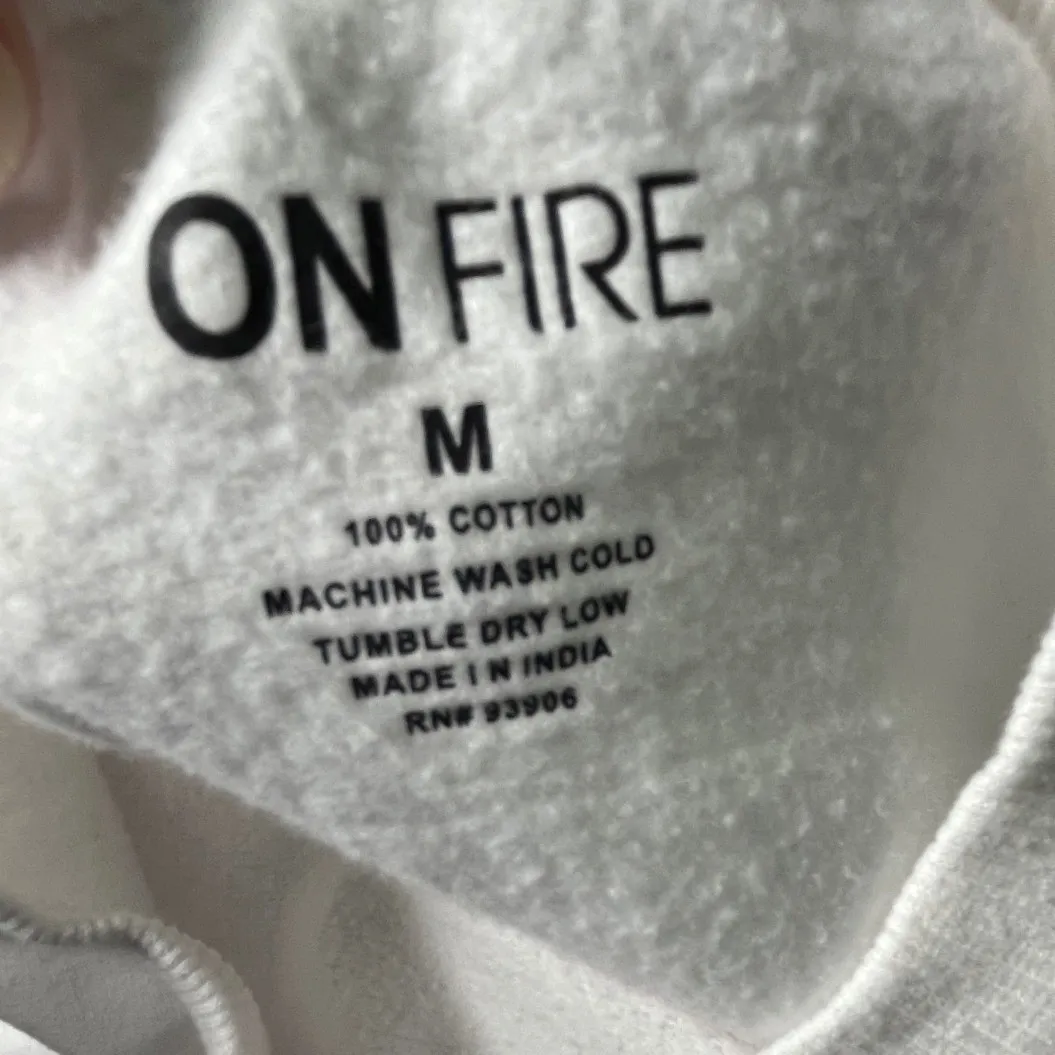 ON FIRE
M
100% COTTON
MACHINE WASH COLD
TUMBLE DRY LOW
MADE I N INDIA
RN# 93906